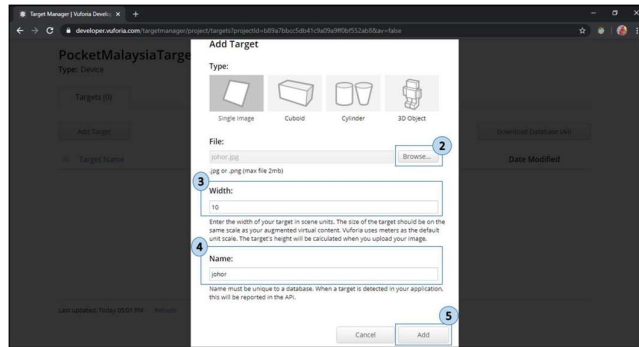 Target Manager | Vuforia Develop
developer.vuforia.com/targetmanager/project/targets?projectId=b89a7bbcc5db41c9a09a9ff0bf552ab8&av=false
PocketMalaysiaTarge
Type: Device
Targets (0)
Add Target
Download Database (All)
Target Name
Date Modified
Last updated: Today 09:01 PM Refresh
Add Target
Type:
Single Image Cuboid Cylinder 3D Object
File:
2
johor.jpg Browse...
.jpg or .png (max file 2mb)
3
Width:
10
Enter the width of your target in scene units. The size of the target should be on the
same scale as your augmented virtual content. Vuforia uses meters as the default
unit scale. The target's height will be calculated when you upload your image.
4
Name:
johor
Name must be unique to a database. When a target is detected in your application,
this will be reported in the API.
5
Cancel Add